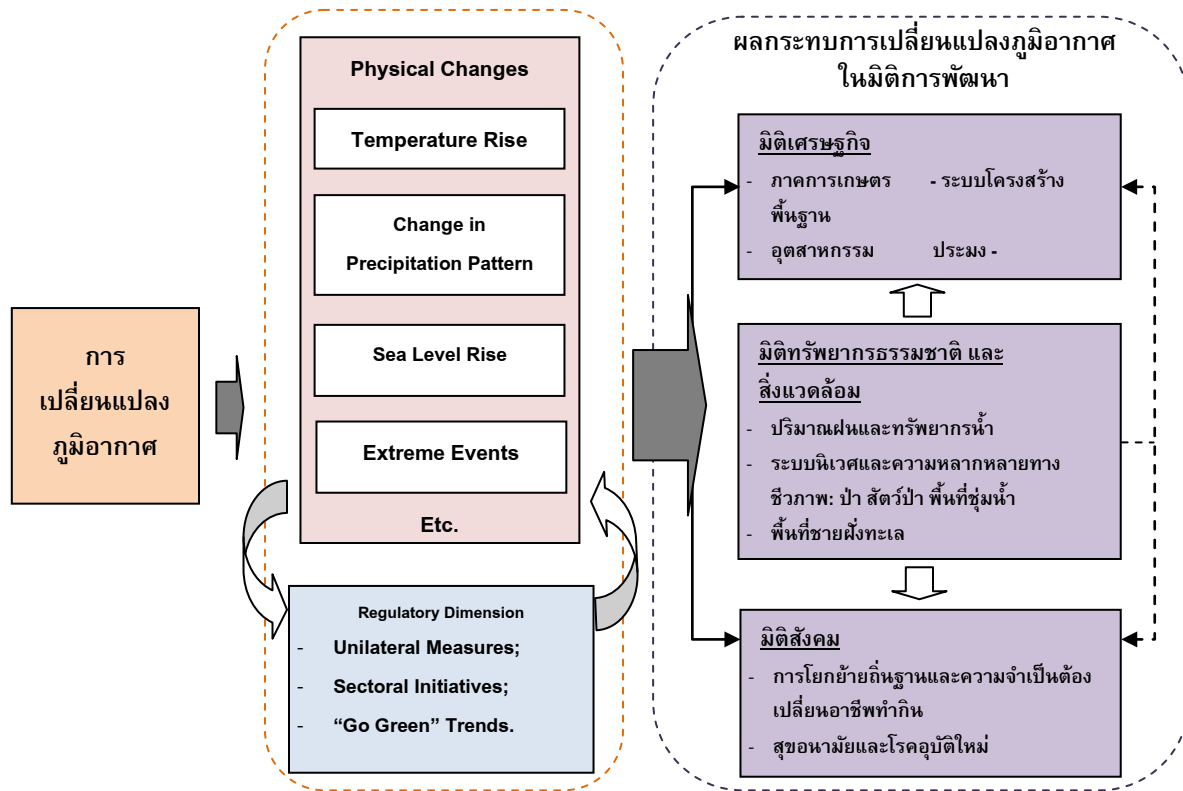 การ
เปลี่ยนแปลง
ภูมิอากาศ
Physical Changes
Temperature Rise
Change in
Precipitation Pattern
Sea Level Rise
Extreme Events
Etc.
Regulatory Dimension
- Unilateral Measures;
- Sectoral Initiatives;
- “Go Green” Trends.
ผลกระทบการเปลี่ยนแปลงภูมิอากาศ
ในมิติการพัฒนา
มิติเศรษฐกิจ
- ภาคการเกษตร - ระบบโครงสร้าง
พื้นฐาน
- อุตสาหกรรม ประมง -
มิติทรัพยากรธรรมชาติ และ
สิ่งแวดล้อม
- ปริมาณฝนและทรัพยากรน้ำ
- ระบบนิเวศและความหลากหลายทาง
ชีวภาพ: ป่า สัตว์ป่า พื้นที่ชุ่มน้ำ
- พื้นที่ชายฝั่งทะเล
มิติสังคม
- การโยกย้ายถิ่นฐานและความจำเป็นต้อง
เปลี่ยนอาชีพทำกิน
- สุขอนามัยและโรคอุบัติใหม่